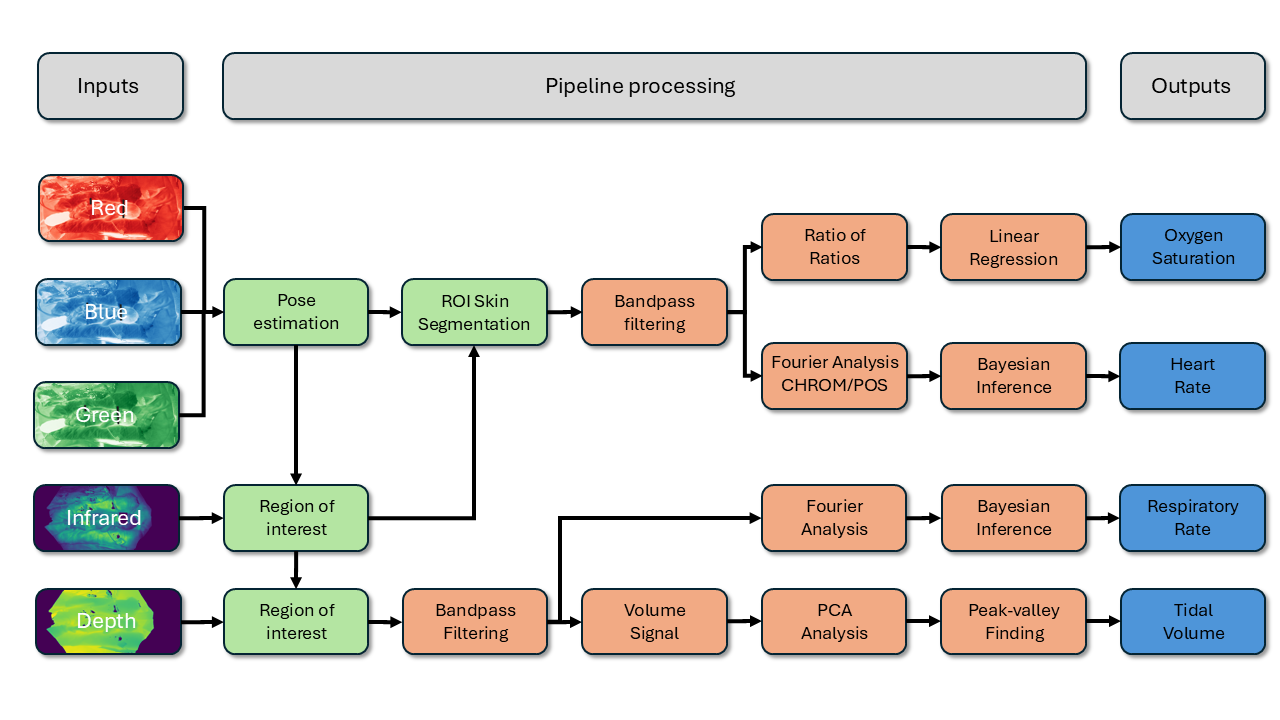 Inputs
Pipeline processing
Outputs
Red
Blue
Green
Infrared
Depth
Pose
estimation
ROI Skin
Segmentation
Bandpass
filtering
Ratio of
Ratios
Linear
Regression
Oxygen
Saturation
Fourier Analysis
CHROM/POS
Bayesian
Inference
Heart
Rate
Region of
interest
Fourier
Analysis
Bayesian
Inference
Respiratory
Rate
Region of
interest
Bandpass
Filtering
Volume
Signal
PCA
Analysis
Peak-valley
Finding
Tidal
Volume